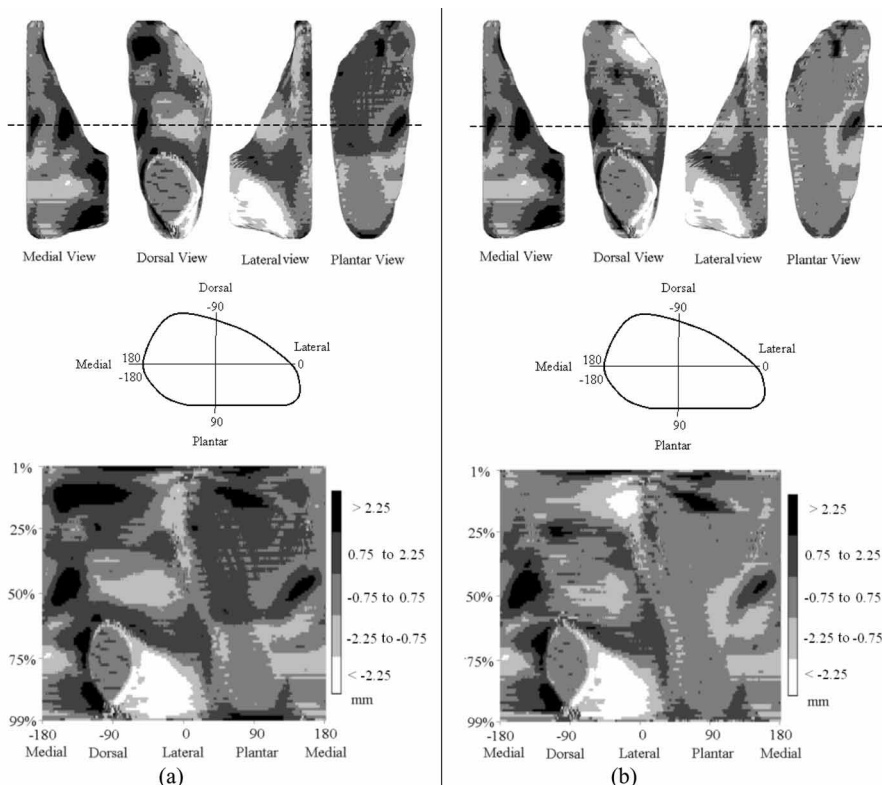 Medial View
Dorsal View
Lateral view
Plantar View
Dorsal
-90
Medial
180
-180
Lateral
0
90
Plantar
1%
25%
50%
75%
99%
> 2.25
0.75 to 2.25
-0.75 to 0.75
-2.25 to -0.75
< -2.25
mm
-180 -90 0 90 180
Medial Dorsal Lateral Plantar Medial
(a)
Medial View
Dorsal View
Lateral view
Plantar View
Dorsal
-90
Medial
180
-180
Lateral
0
90
Plantar
1%
25%
50%
75%
99%
> 2.25
0.75 to 2.25
-0.75 to 0.75
-2.25 to -0.75
< -2.25
mm
-180 -90 0 90 180
Medial Dorsal Lateral Plantar Medial
(b)